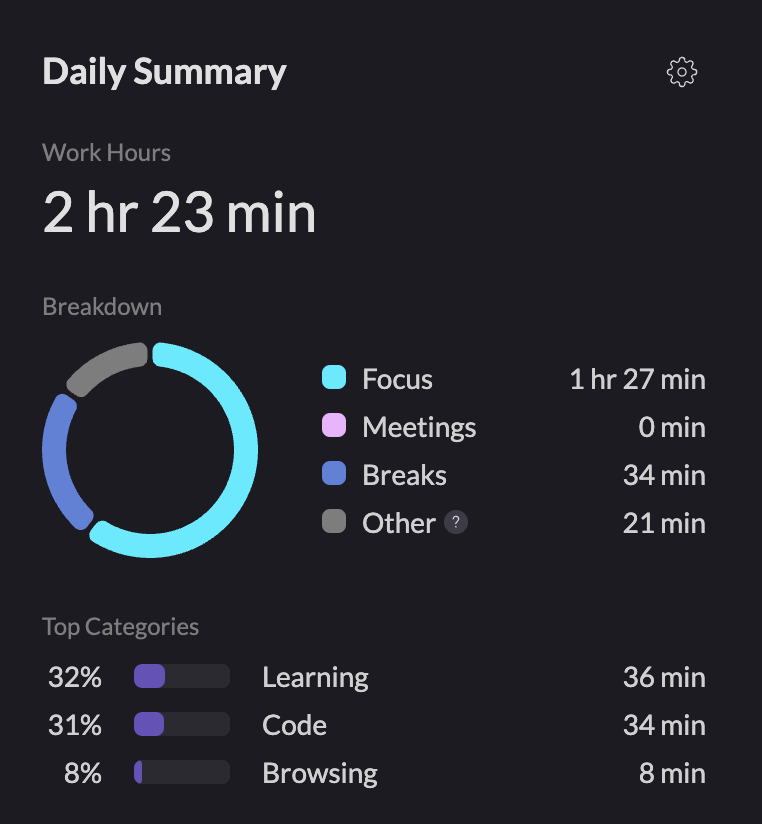 Daily Summary
Work Hours
2 hr 23 min
Breakdown
Focus 1 hr 27 min
Meetings 0 min
Breaks 34 min
Other ? 21 min
Top Categories
32% Learning 36 min
31% Code 34 min
8% Browsing 8 min